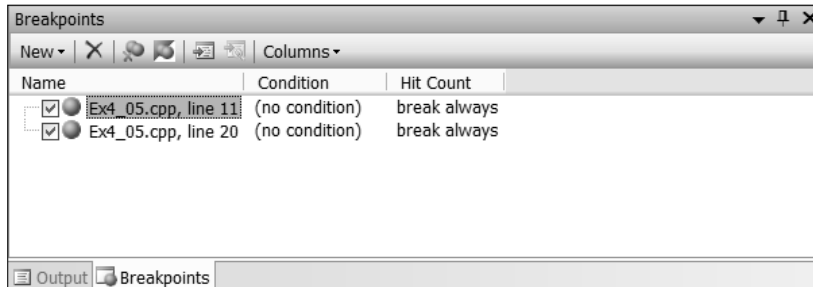 Breakpoints
New Columns
Name Condition Hit Count
Ex4_05.cpp, line 11 (no condition) break always
Ex4_05.cpp, line 20 (no condition) break always
Output Breakpoints